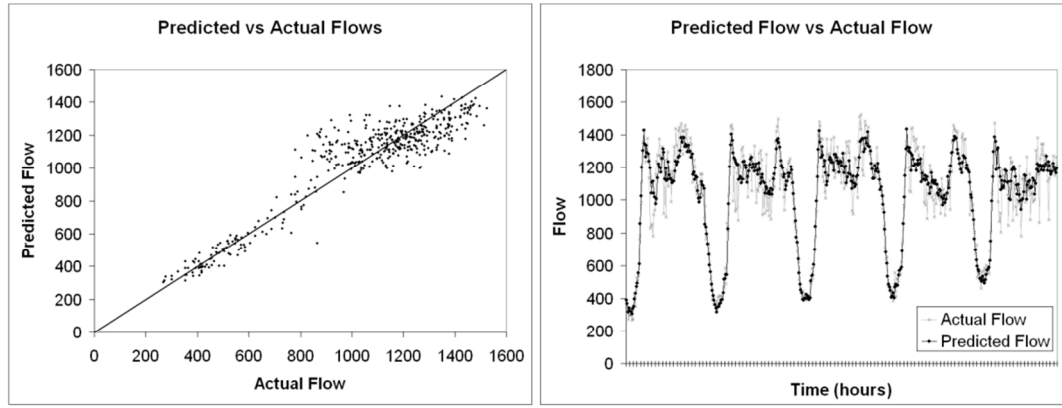 Predicted vs Actual Flows
Predicted Flow
1600
1400
1200
1000
800
600
400
200
0
0 200 400 600 800 1000 1200 1400 1600
Actual Flow
Predicted Flow vs Actual Flow
Flow
1800
1600
1400
1200
1000
800
600
400
200
0
Actual Flow
Predicted Flow
Time (hours)